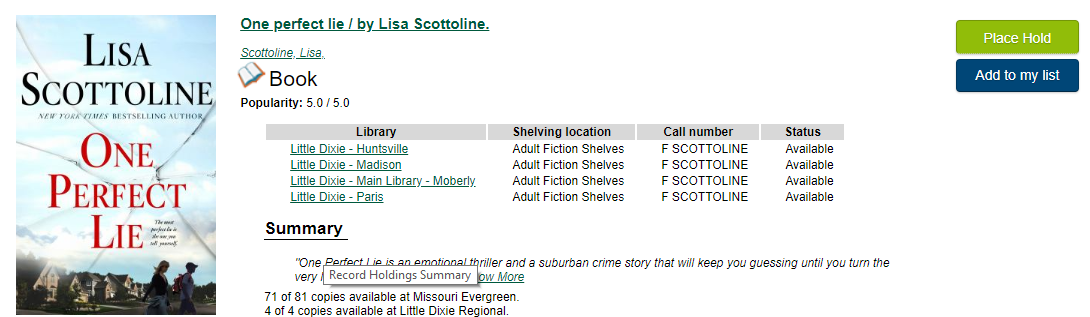 LISA
SCOTTOLINE
NEW YORK TIMES BESTSELLING AUTHOR
ONE
PERFECT
LIE
The most
perfect lie is
the one you
tell yourself.
One perfect lie / by Lisa Scottoline.
Scottoline, Lisa,
Book
Popularity: 5.0 / 5.0
Place Hold
Add to my list
Library Shelving location Call number Status
Little Dixie - Huntsville Adult Fiction Shelves F SCOTTOLINE Available
Little Dixie - Madison Adult Fiction Shelves F SCOTTOLINE Available
Little Dixie - Main Library - Moberly Adult Fiction Shelves F SCOTTOLINE Available
Little Dixie - Paris Adult Fiction Shelves F SCOTTOLINE Available
Summary
"One Perfect Lie is an emotional thriller and a suburban crime story that will keep you guessing until you turn the
very Record Holdings Summary ow More
71 of 81 copies available at Missouri Evergreen.
4 of 4 copies available at Little Dixie Regional.